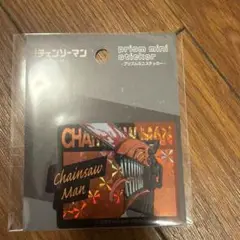 チェンソーマン
prism mini
sticker
-プリズムミニステッカー-
CHAINSAW MAN
Chainsaw
Man